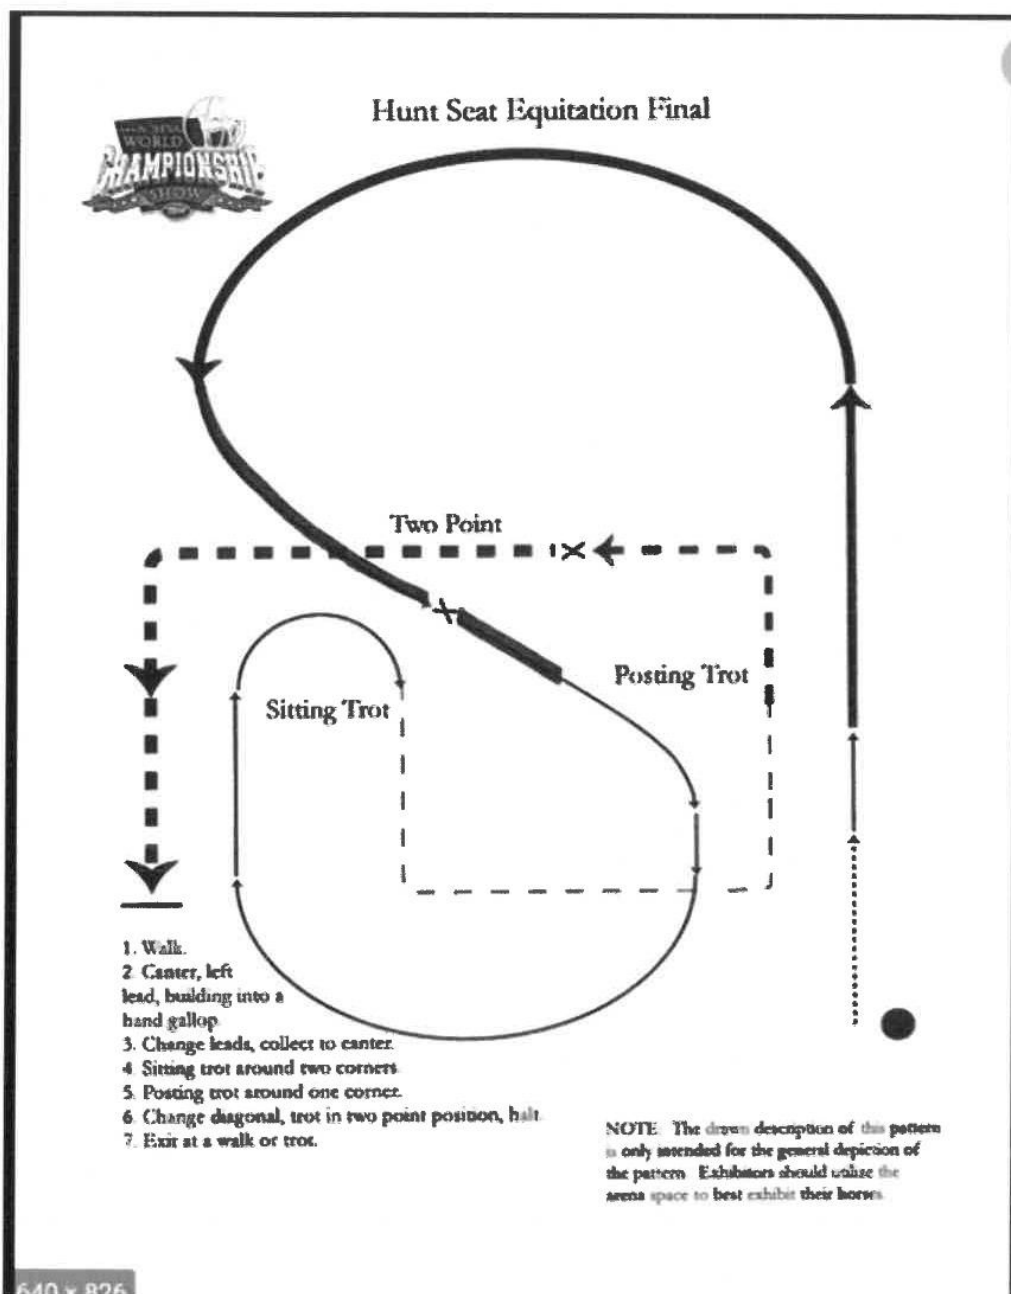 Hunt Seat Equitation Final
WORLD
CHAMPIONSHIP
SHOW
Two Point
Posting Trot
Sitting Trot
1. Walk.
2 Canter, left
lead, building into a
hand gallop
3. Change leads, collect to canter.
4 Sitting trot around two corners
5. Posting trot around one corner.
6. Change diagonal, trot in two point position, halt
7. Exit at a walk or trot.
NOTE The drawn description of this pattern
is only intended for the general depiction of
the pattern Exhibitors should utilize the
arena space to best exhibit their horses
640 × 826